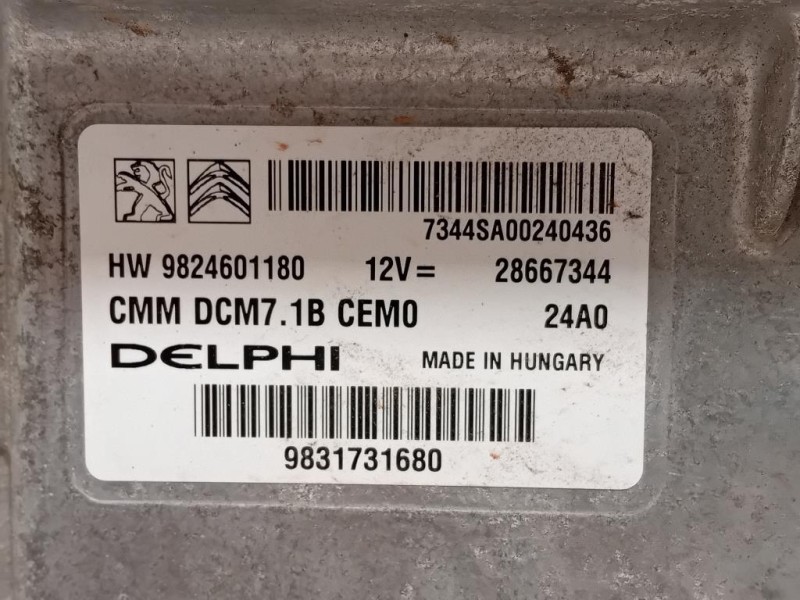 7344SA00240436
HW 9824601180 12V= 28667344
CMM DCM7.1B CEM0 24A0
DELPHI MADE IN HUNGARY
9831731680